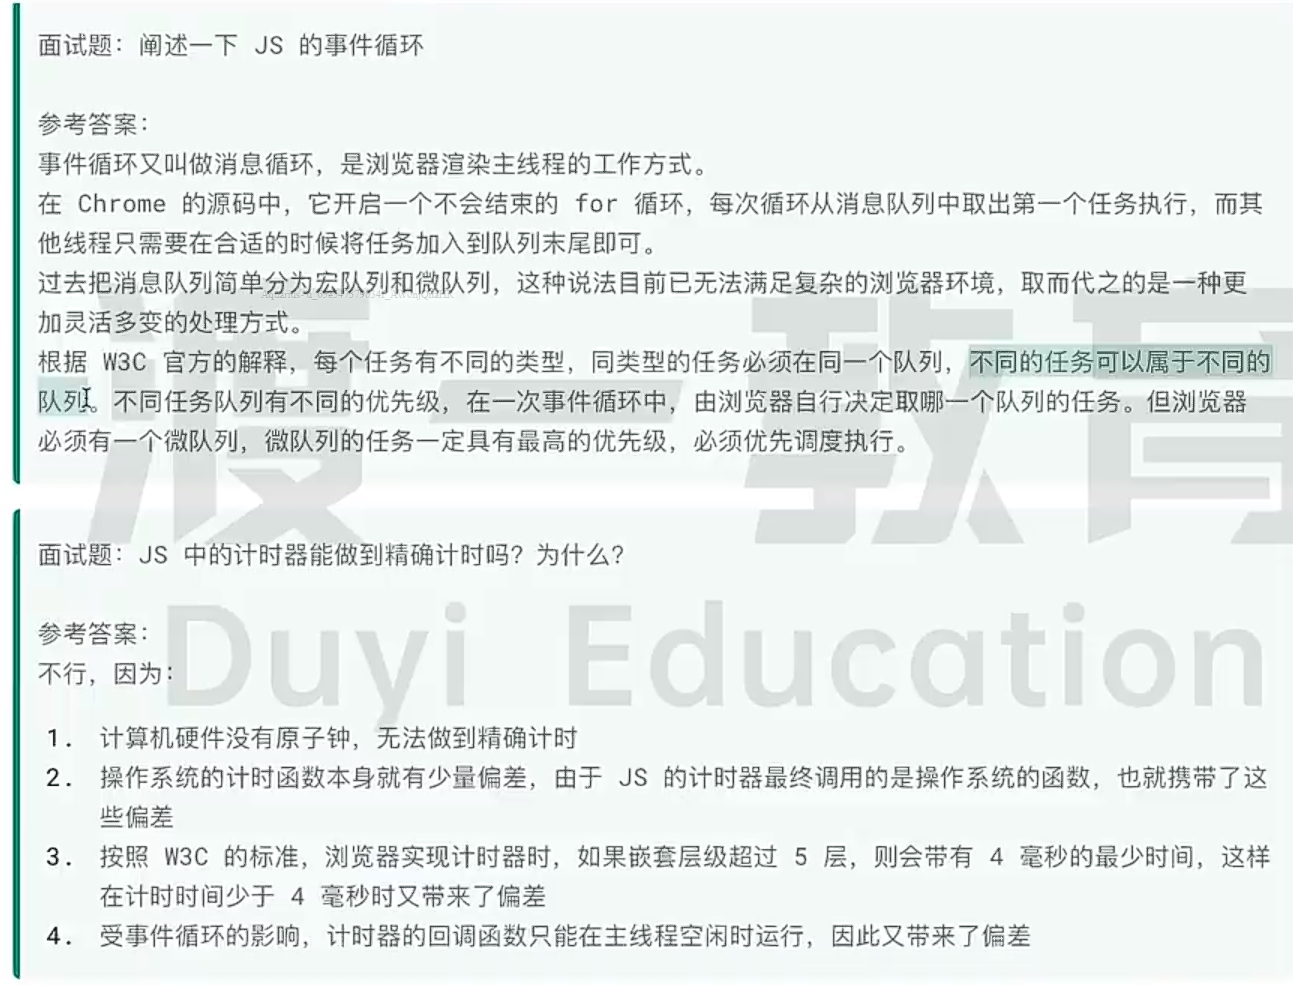 面试题：阐述一下 JS 的事件循环
参考答案：
事件循环又叫做消息循环，是浏览器渲染主线程的工作方式。
在 Chrome 的源码中，它开启一个不会结束的 for 循环，每次循环从消息队列中取出第一个任务执行，而其
他线程只需要在合适的时候将任务加入到队列末尾即可。
过去把消息队列简单分为宏队列和微队列，这种说法目前已无法满足复杂的浏览器环境，取而代之的是一种更
加灵活多变的处理方式。
根据 W3C 官方的解释，每个任务有不同的类型，同类型的任务必须在同一个队列，不同的任务可以属于不同的
队列。不同任务队列有不同的优先级，在一次事件循环中，由浏览器自行决定取哪一个队列的任务。但浏览器
必须有一个微队列，微队列的任务一定具有最高的优先级，必须优先调度执行。
渡一教育
面试题：JS 中的计时器能做到精确计时吗？为什么？
参考答案：
不行，因为：
Duyi Education
1. 计算机硬件没有原子钟，无法做到精确计时
2. 操作系统的计时函数本身就有少量偏差，由于 JS 的计时器最终调用的是操作系统的函数，也就携带了这
些偏差
3. 按照 W3C 的标准，浏览器实现计时器时，如果嵌套层级超过 5 层，则会带有 4 毫秒的最少时间，这样
在计时时间少于 4 毫秒时又带来了偏差
4. 受事件循环的影响，计时器的回调函数只能在主线程空闲时运行，因此又带来了偏差